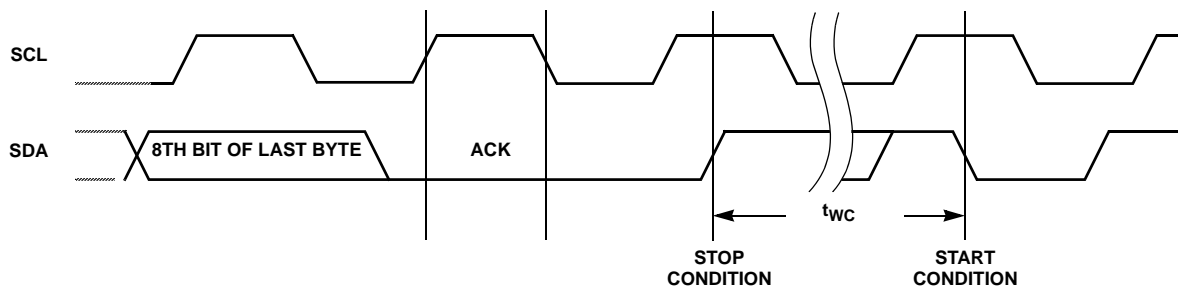 SCL
SDA
8TH BIT OF LAST BYTE
ACK
tWC
STOP
CONDITION
START
CONDITION